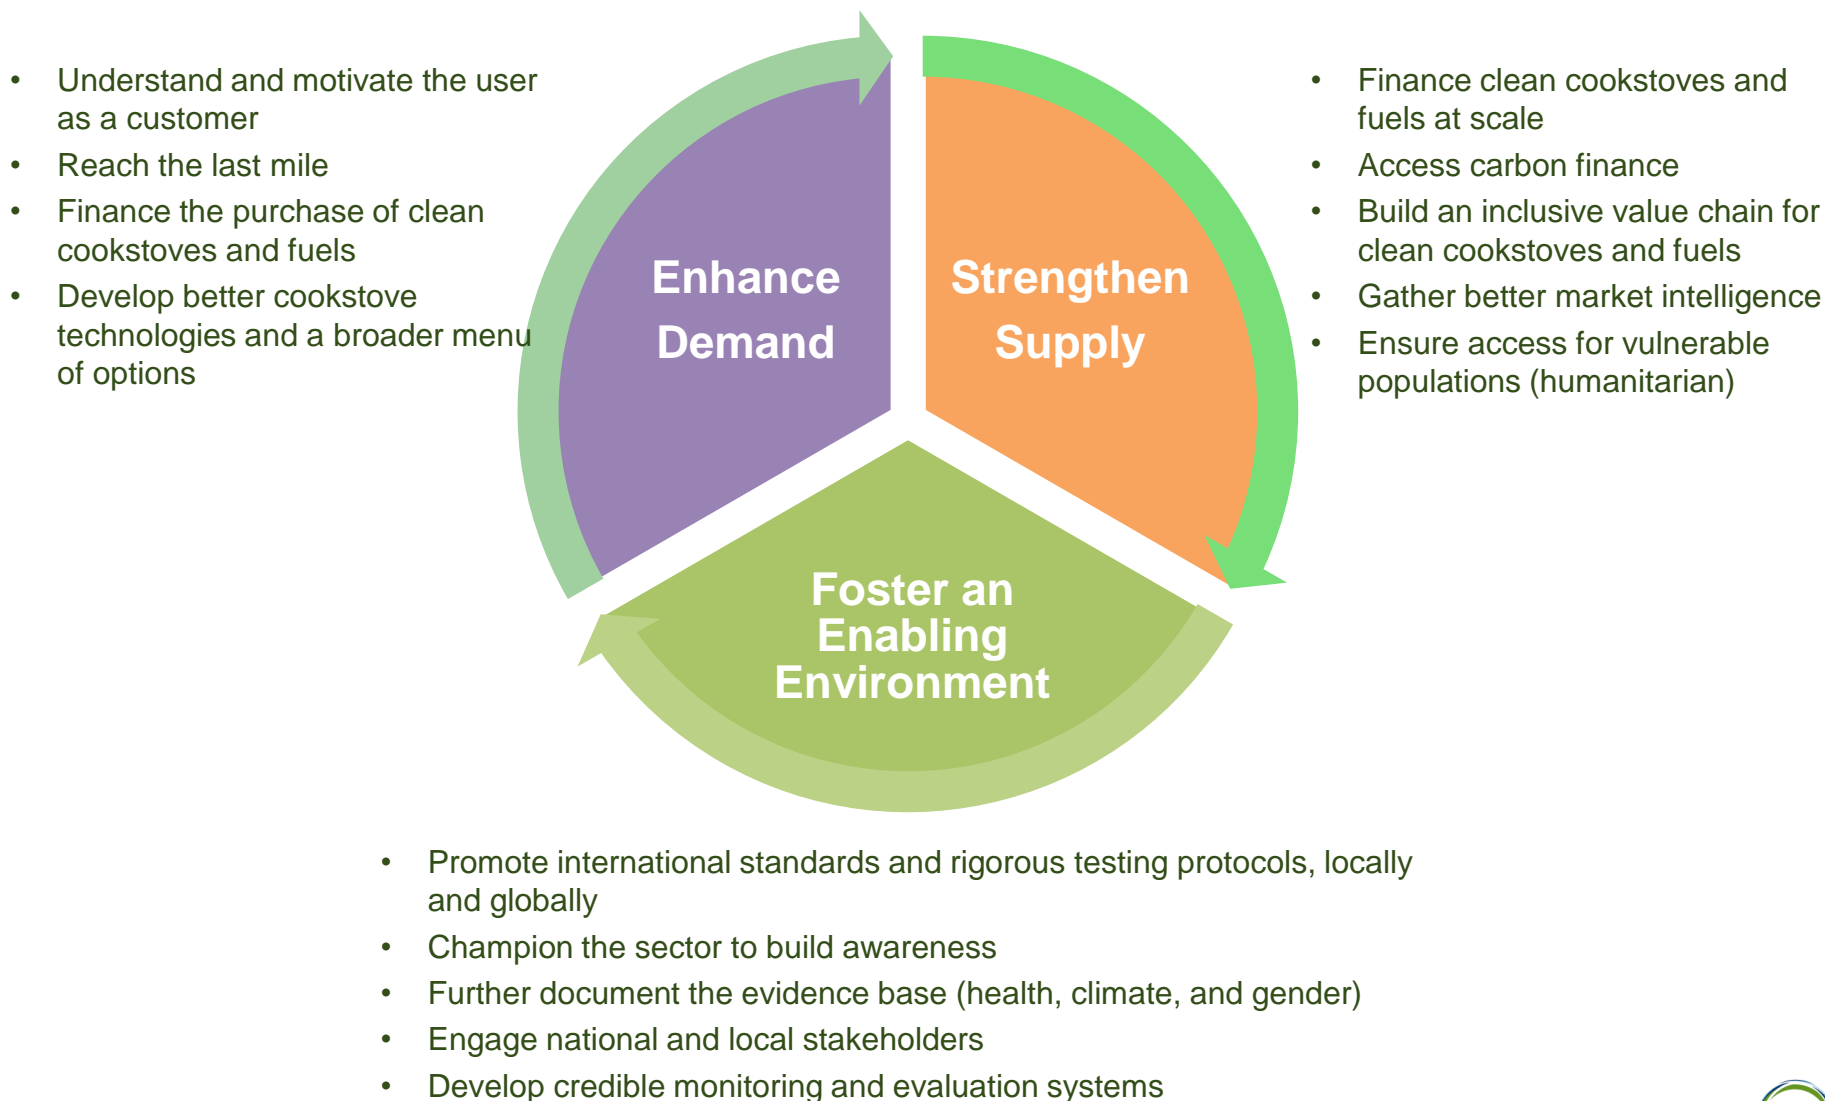 • Understand and motivate the user
as a customer
• Reach the last mile
• Finance the purchase of clean
cookstoves and fuels
• Develop better cookstove
technologies and a broader menu
of options
Enhance
Demand
Strengthen
Supply
• Finance clean cookstoves and
fuels at scale
• Access carbon finance
• Build an inclusive value chain for
clean cookstoves and fuels
• Gather better market intelligence
• Ensure access for vulnerable
populations (humanitarian)
Foster an
Enabling
Environment
• Promote international standards and rigorous testing protocols, locally
and globally
• Champion the sector to build awareness
• Further document the evidence base (health, climate, and gender)
• Engage national and local stakeholders
• Develop credible monitoring and evaluation systems